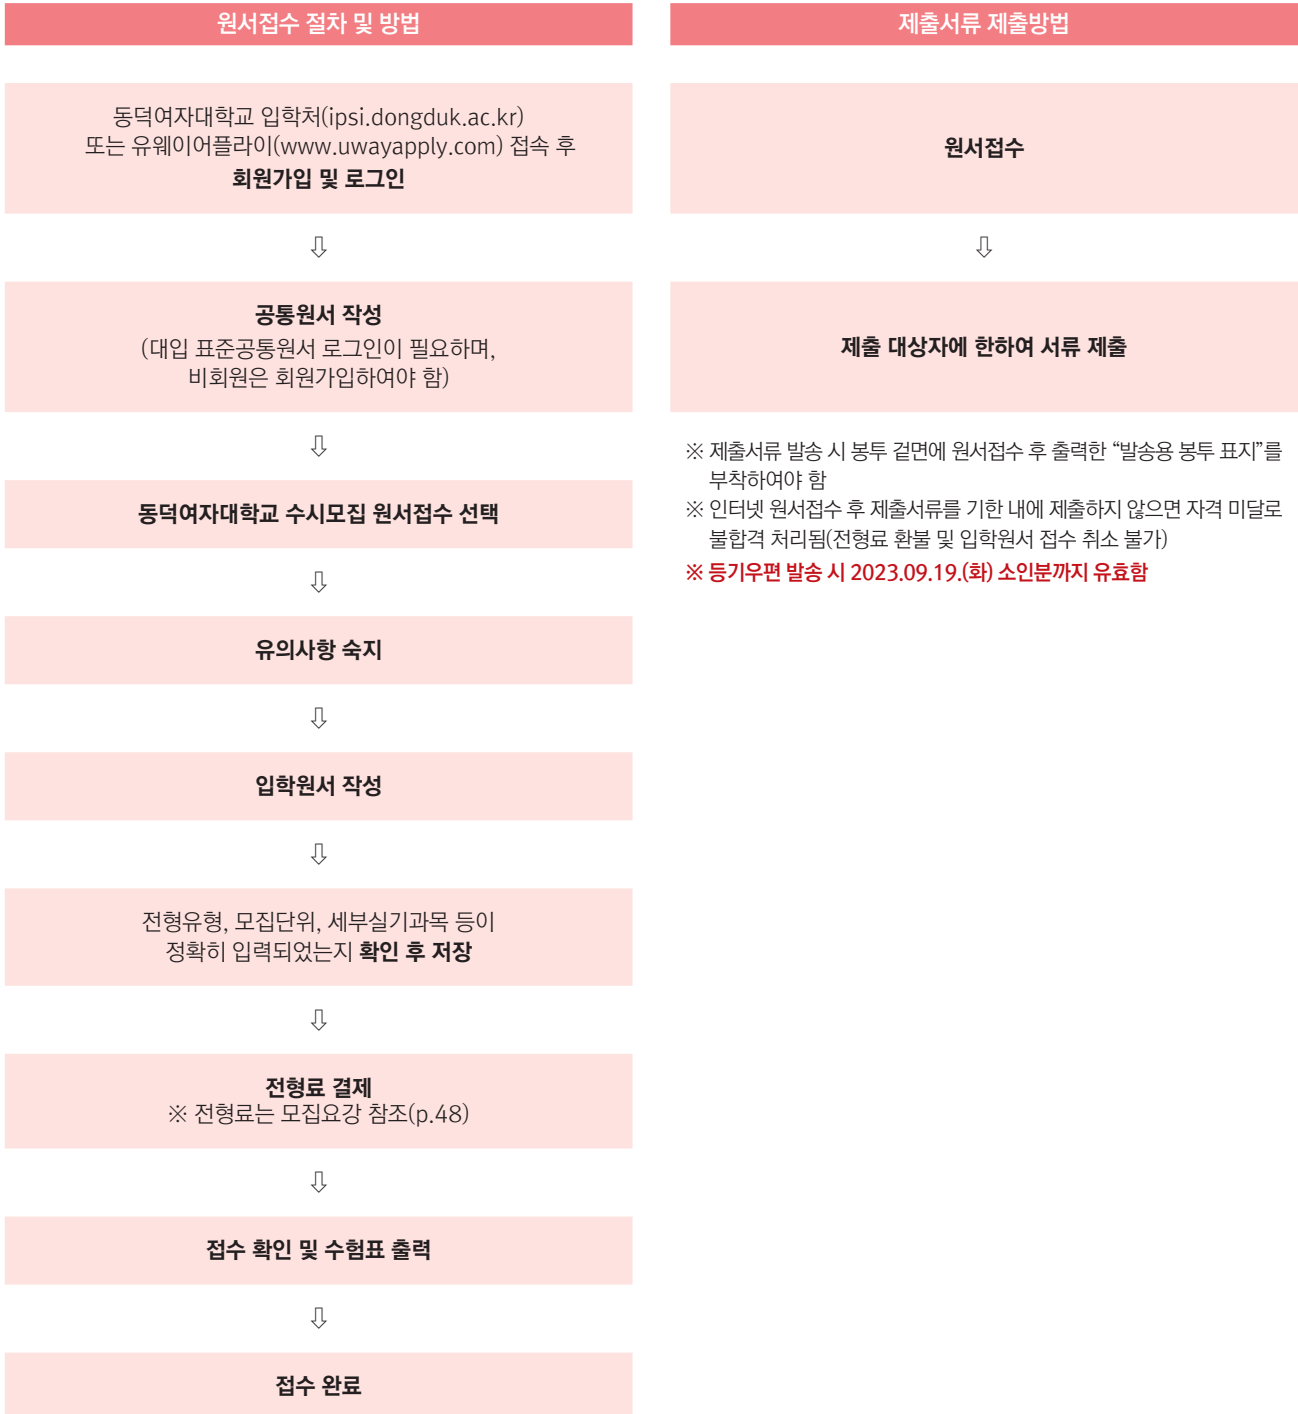 원서접수 절차 및 방법
동덕여자대학교 입학처(ipsi.dongduk.ac.kr)
또는 유웨이어플라이(www.uwayapply.com) 접속 후
회원가입 및 로그인
⇩
공통원서 작성
(대입 표준공통원서 로그인이 필요하며,
비회원은 회원가입하여야 함)
⇩
동덕여자대학교 수시모집 원서접수 선택
⇩
유의사항 숙지
⇩
입학원서 작성
⇩
전형유형, 모집단위, 세부실기과목 등이
정확히 입력되었는지 확인 후 저장
⇩
전형료 결제
※ 전형료는 모집요강 참조(p.48)
⇩
접수 확인 및 수험표 출력
⇩
접수 완료
제출서류 제출방법
원서접수
⇩
제출 대상자에 한하여 서류 제출
※ 제출서류 발송 시 봉투 겉면에 원서접수 후 출력한 “발송용 봉투 표지”를
부착하여야 함
※ 인터넷 원서접수 후 제출서류를 기한 내에 제출하지 않으면 자격 미달로
불합격 처리됨(전형료 환불 및 입학원서 접수 취소 불가)
※ 등기우편 발송 시 2023.09.19.(화) 소인분까지 유효함